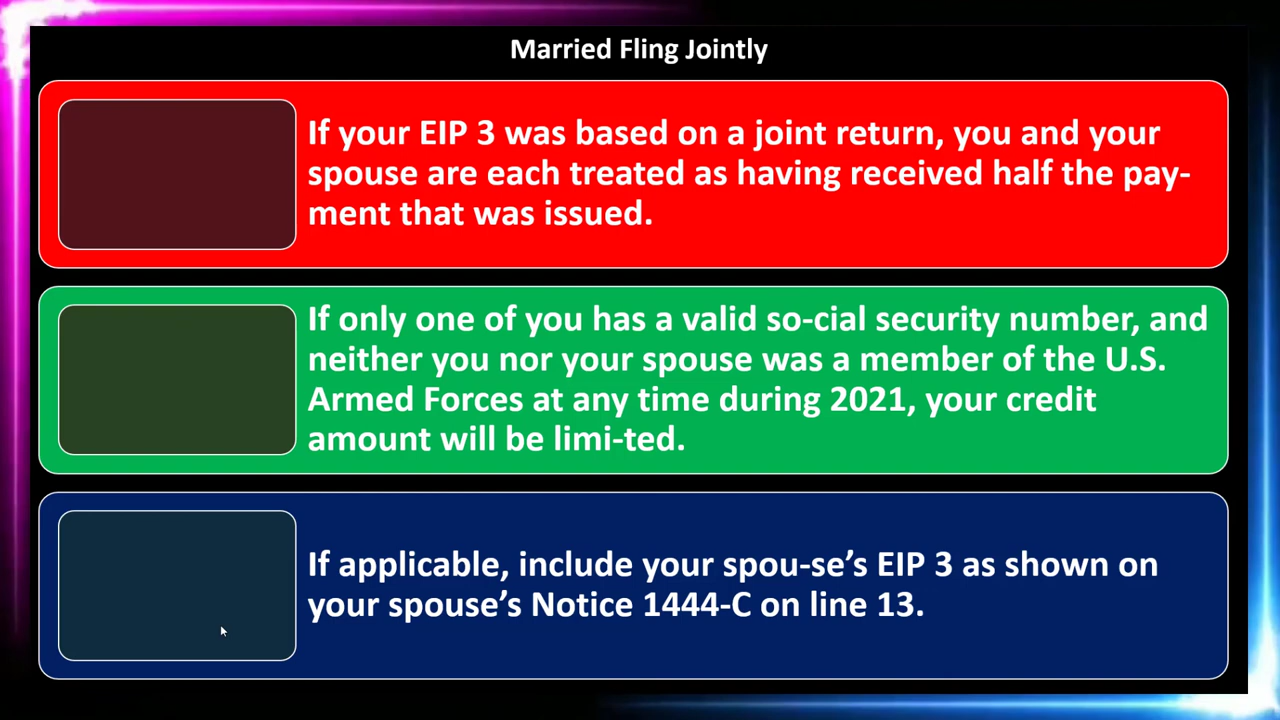 Married Fling Jointly
If your EIP 3 was based on a joint return, you and your
spouse are each treated as having received half the pay-
ment that was issued.
If only one of you has a valid so-cial security number, and
neither you nor your spouse was a member of the U.S.
Armed Forces at any time during 2021, your credit
amount will be limi-ted.
If applicable, include your spou-se’s EIP 3 as shown on
your spouse’s Notice 1444-C on line 13.